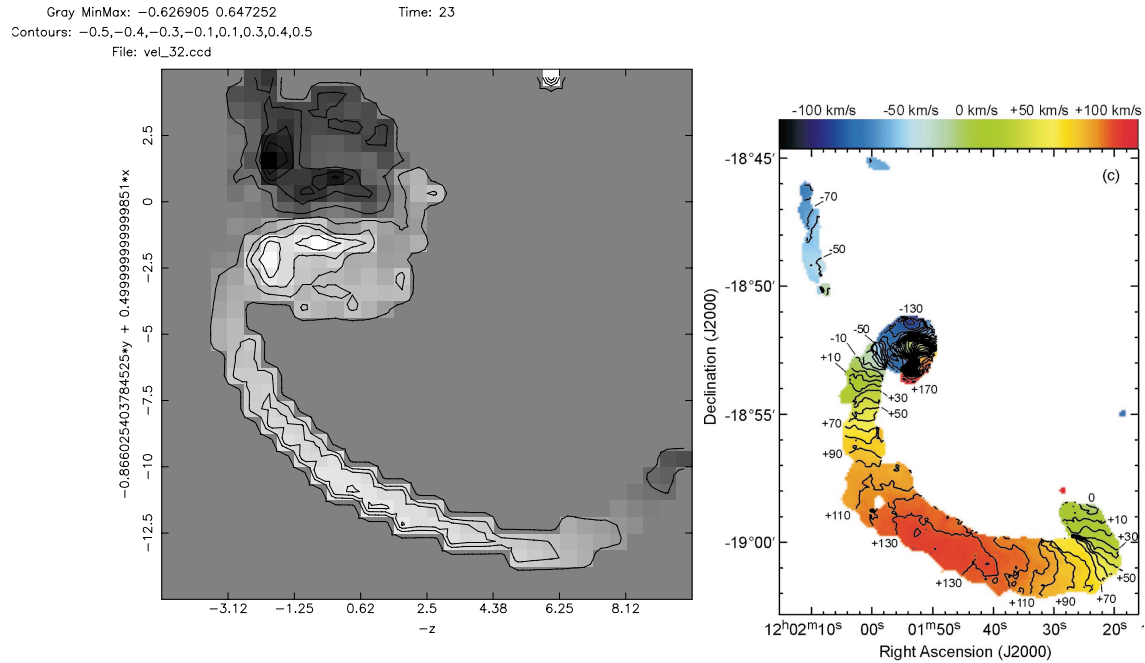 Gray MinMax: -0.626905 0.647252 Time: 23
Contours: -0.5,-0.4,-0.3,-0.1,0.1,0.3,0.4,0.5
File: vel_32.ccd
-0.866025403784525*y + 0.49999999999999851*x
2.5
0
-2.5
-5
-7.5
-10
-12.5
-3.12 -1.25 0.62 2.5 4.38 6.25 8.12
-z
-100 km/s -50 km/s 0 km/s +50 km/s +100 km/s
(c)
-18°45′
-18°50′
-18°55′
-19°00′
Declination (J2000)
-70
-50
-130
-50
-10
+10
+170
+30
+50
+70
+90
+110
+130
+130
+110
+90
+70
+50
+30
+10
0
12h02m10s 00s 01m50s 40s 30s 20s
Right Ascension (J2000)